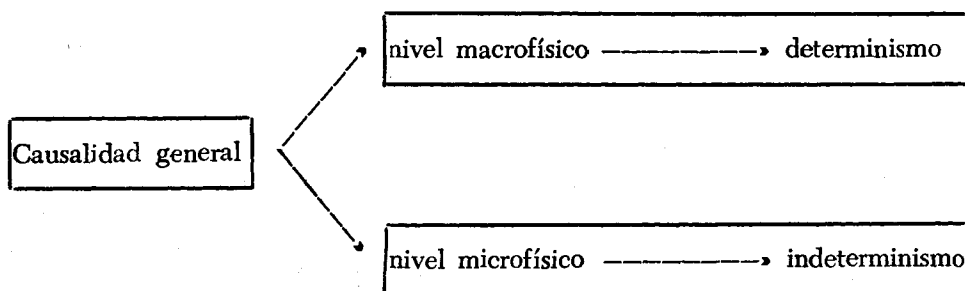 nivel macrofísico determinismo
Causalidad general
nivel microfísico indeterminismo